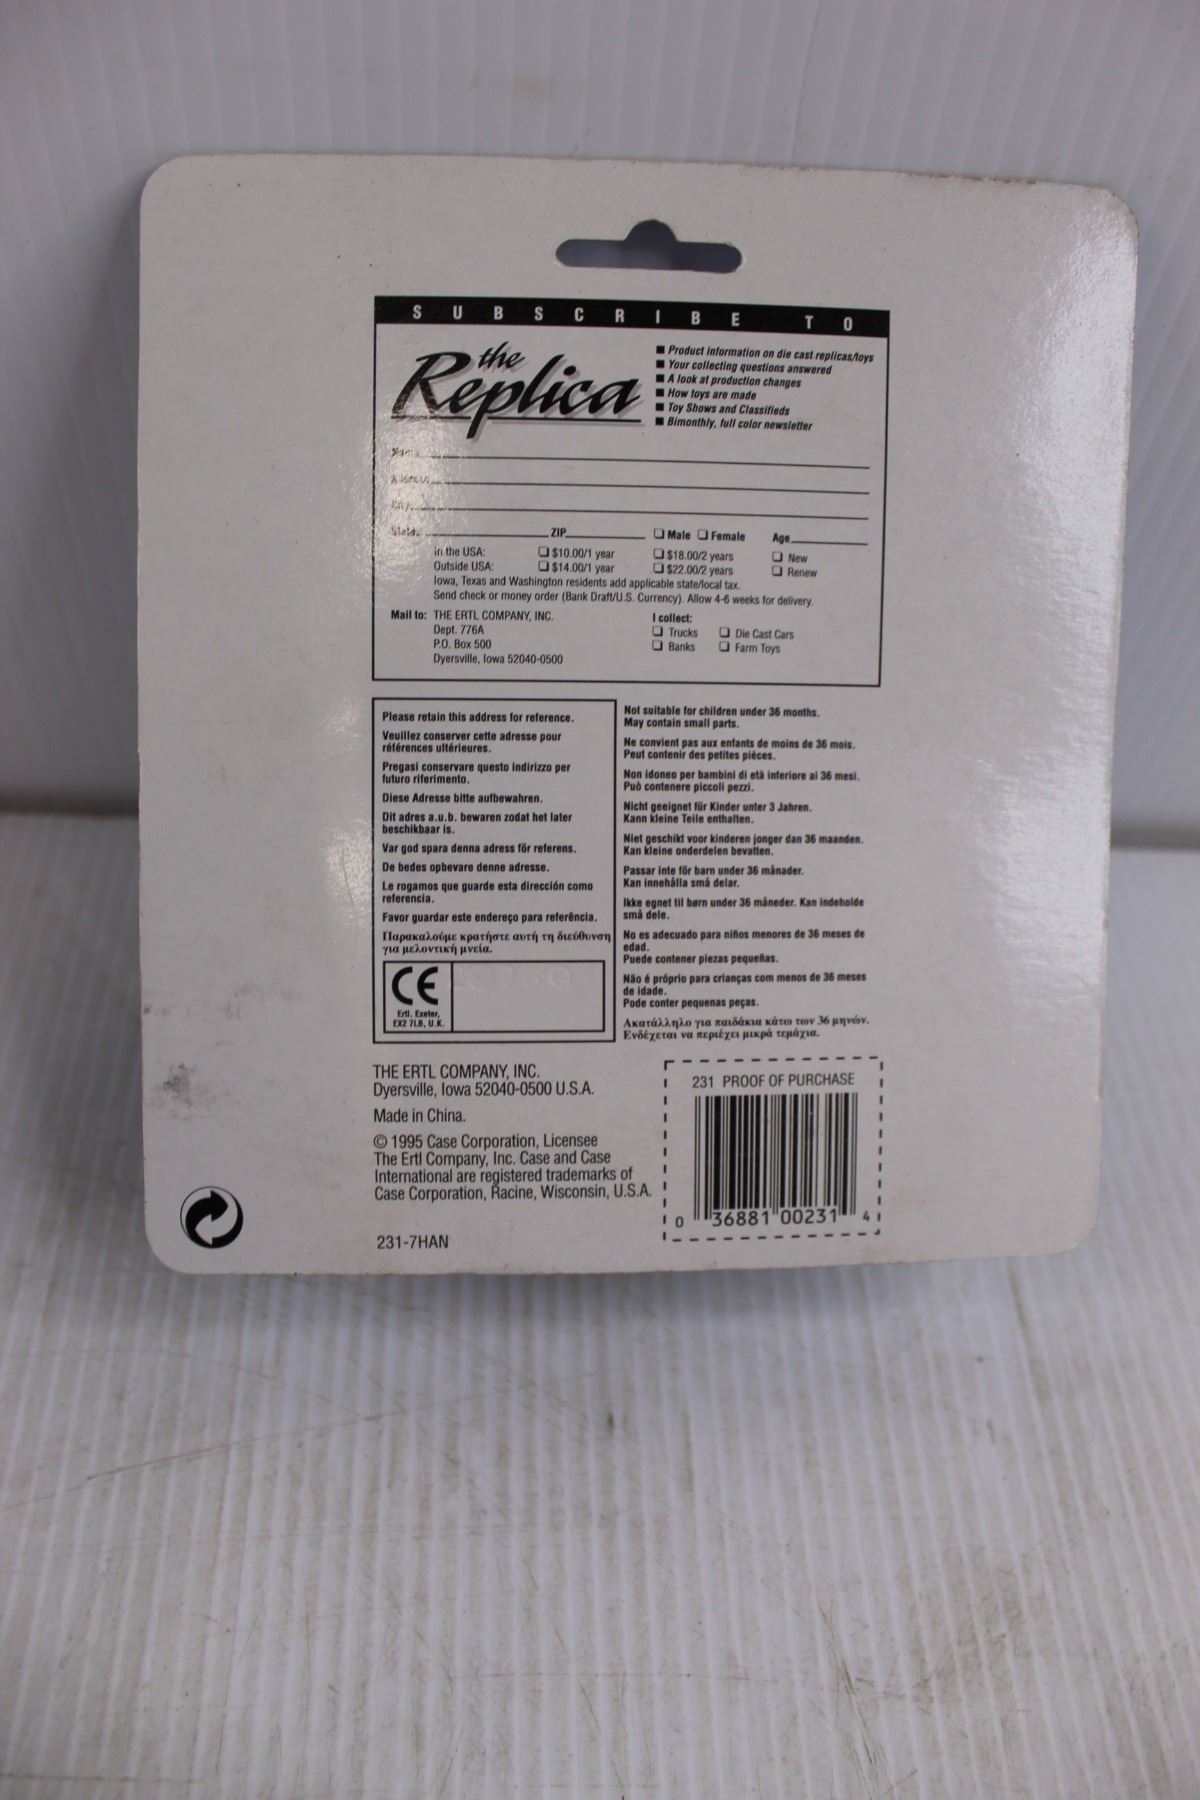 SUBSCRIBE TO
the Replica
■ Product information on die cast replicas/toys
■ Your collecting questions answered
■ A look at production changes
■ How toys are made
■ Toy Shows and Classifieds
■ Bimonthly, full color newsletter
Name
Address
City
State ZIP ❏ Male ❏ Female Age
In the USA: ❏ $10.00/1 year ❏ $18.00/2 years ❏ New
Outside USA: ❏ $14.00/1 year ❏ $22.00/2 years ❏ Renew
Iowa, Texas and Washington residents add applicable state/local tax.
Send check or money order (Bank Draft/U.S. Currency). Allow 4-6 weeks for delivery.
Mail to: THE ERTL COMPANY, INC.
Dept. 776A
P.O. Box 500
Dyersville, Iowa 52040-0500
I collect:
❏ Trucks ❏ Die Cast Cars
❏ Banks ❏ Farm Toys
Please retain this address for reference.
Veuillez conserver cette adresse pour
références ultérieures.
Pregasi conservare questo indirizzo per
futuro riferimento.
Diese Adresse bitte aufbewahren.
Dit adres a.u.b. bewaren zodat het later
beschikbaar is.
Var god spara denna adress för referens.
De bedes opbevare denne adresse.
Le rogamos que guarde esta dirección como
referencia.
Favor guardar este endereço para referência.
Παρακαλούμε κρατήστε αυτή τη διεύθυνση
για μελοντική μνεία.
CE
Ertl. Exeter,
EX2 7LB, U.K.
Not suitable for children under 36 months.
May contain small parts.
Ne convient pas aux enfants de moins de 36 mois.
Peut contenir des petites pièces.
Non idoneo per bambini di età inferiore ai 36 mesi.
Può contenere piccoli pezzi.
Nicht geeignet für Kinder unter 3 Jahren.
Kann kleine Teile enthalten.
Niet geschikt voor kinderen jonger dan 36 maanden.
Kan kleine onderdelen bevatten.
Passar inte för barn under 36 månader.
Kan innehålla små delar.
Ikke egnet til børn under 36 måneder. Kan indeholde
små dele.
No es adecuado para niños menores de 36 meses de
edad.
Puede contener piezas pequeñas.
Não é próprio para crianças com menos de 36 meses
de idade.
Pode conter pequenas peças.
Ακατάλληλο για παιδάκια κάτω των 36 μηνών.
Ενδέχεται να περιέχει μικρά τεμάχια.
THE ERTL COMPANY, INC.
Dyersville, Iowa 52040-0500 U.S.A.
Made in China.
© 1995 Case Corporation, Licensee
The Ertl Company, Inc. Case and Case
International are registered trademarks of
Case Corporation, Racine, Wisconsin, U.S.A.
231-7HAN
231 PROOF OF PURCHASE
0 36881 00231 4